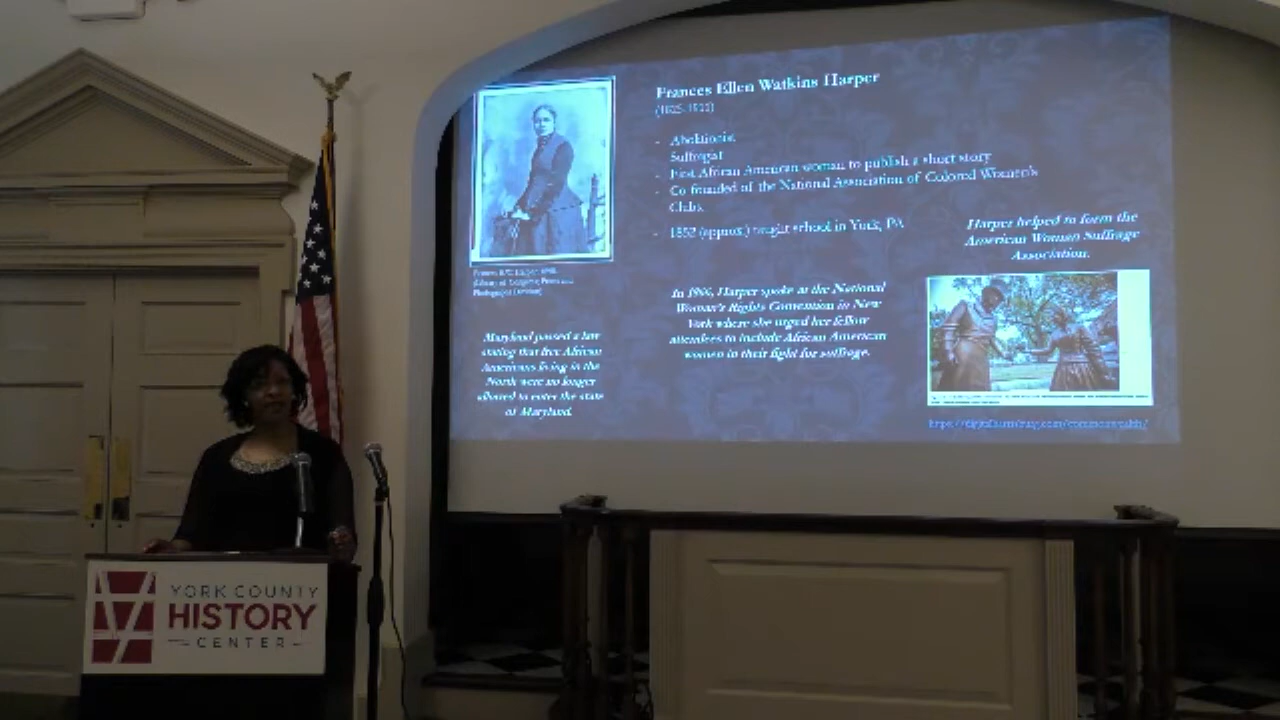 Frances Ellen Watkins Harper
Abolitionist
Suffragist
First African American woman to publish a short story
Co founded of the National Association of Colored Women's
Clubs
1852 (approx.) taught school in York, PA
Harper helped to form the
American Woman Suffrage
Association.
In 1866, Harper spoke at the National
Woman's Rights Convention in New
York where she urged her fellow
attendees to include African American
women in their fight for suffrage.
Maryland passed a law
stating that free African
Americans living in the
North were no longer
allowed to enter the state
of Maryland.
YORK COUNTY
HISTORY
CENTER